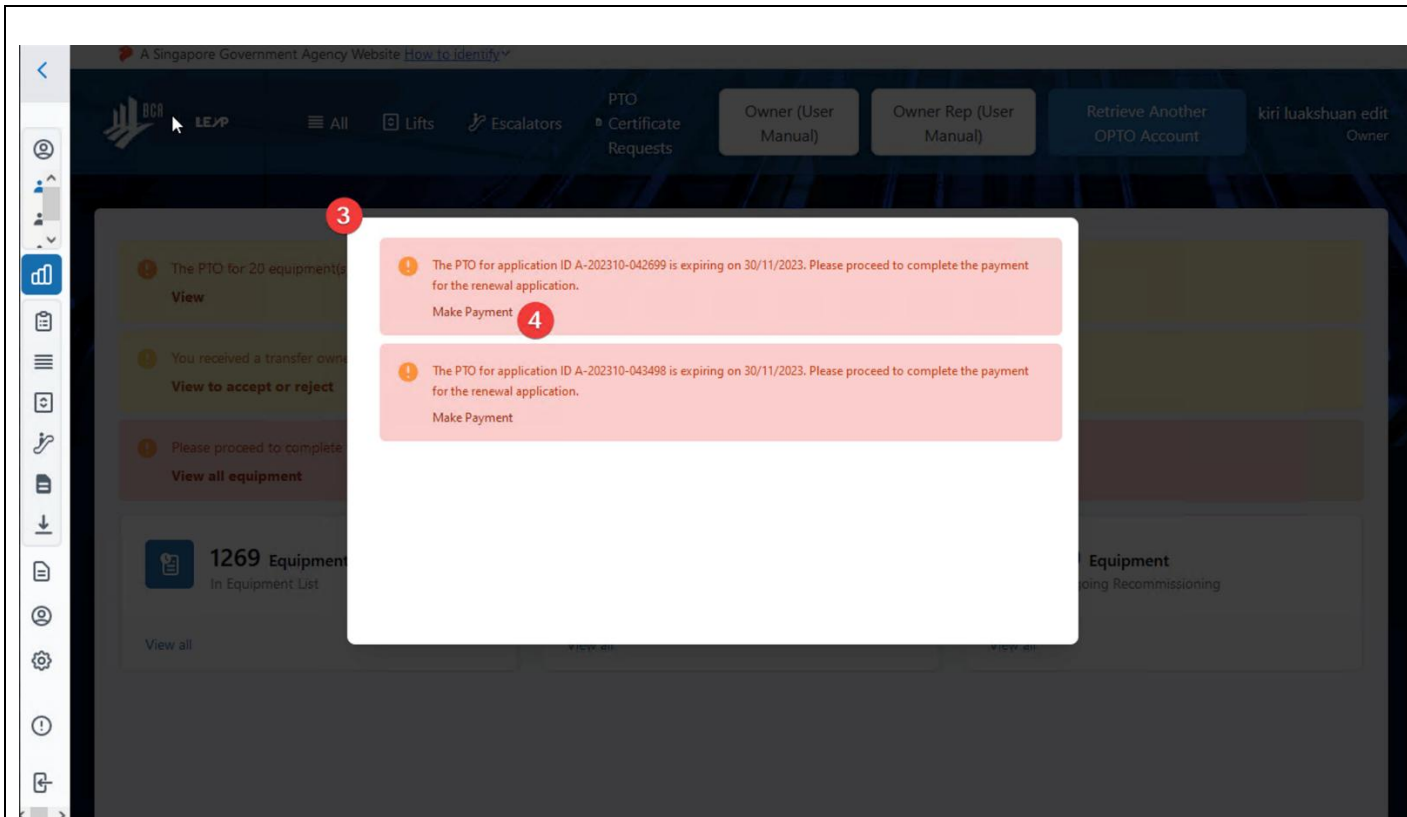 A Singapore Government Agency Website How to identify
BCA
LE/P
All
Lifts
Escalators
PTO
Certificate
Requests
Owner (User
Manual)
Owner Rep (User
Manual)
Retrieve Another
OPTO Account
kiri luakshuan edit
Owner
3
The PTO for 20 equipment(s
View
You received a transfer owne
View to accept or reject
Please proceed to complete
View all equipment
The PTO for application ID A-202310-042699 is expiring on 30/11/2023. Please proceed to complete the payment
for the renewal application.
Make Payment
4
The PTO for application ID A-202310-043498 is expiring on 30/11/2023. Please proceed to complete the payment
for the renewal application.
Make Payment
1269 Equipment
In Equipment List
View all
View all
Equipment
oing Recommissioning
View all